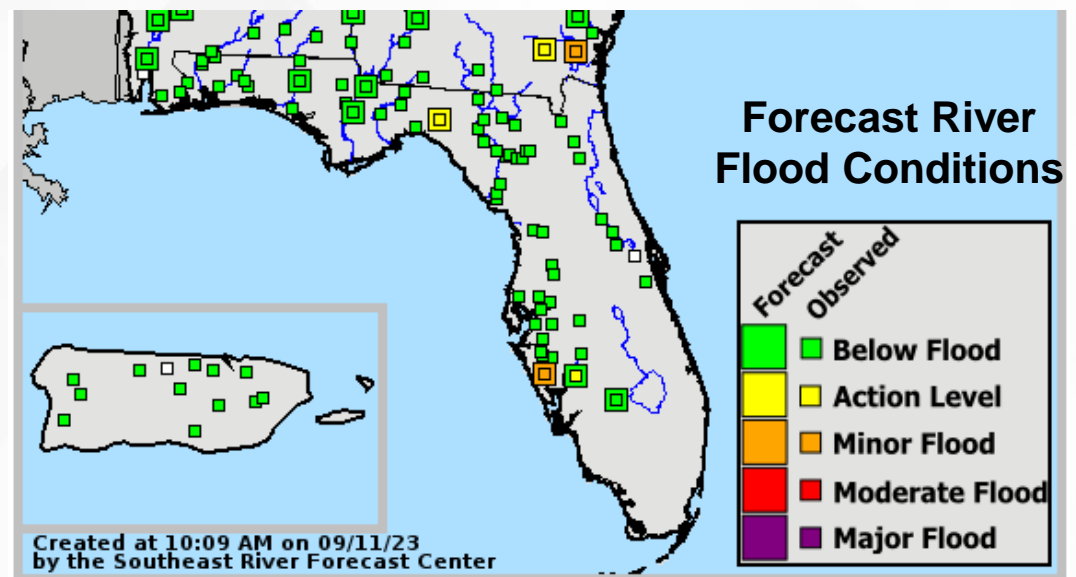 Forecast River
Flood Conditions
Forecast
Observed
Below Flood
Action Level
Minor Flood
Moderate Flood
Major Flood
Created at 10:09 AM on 09/11/23
by the Southeast River Forecast Center